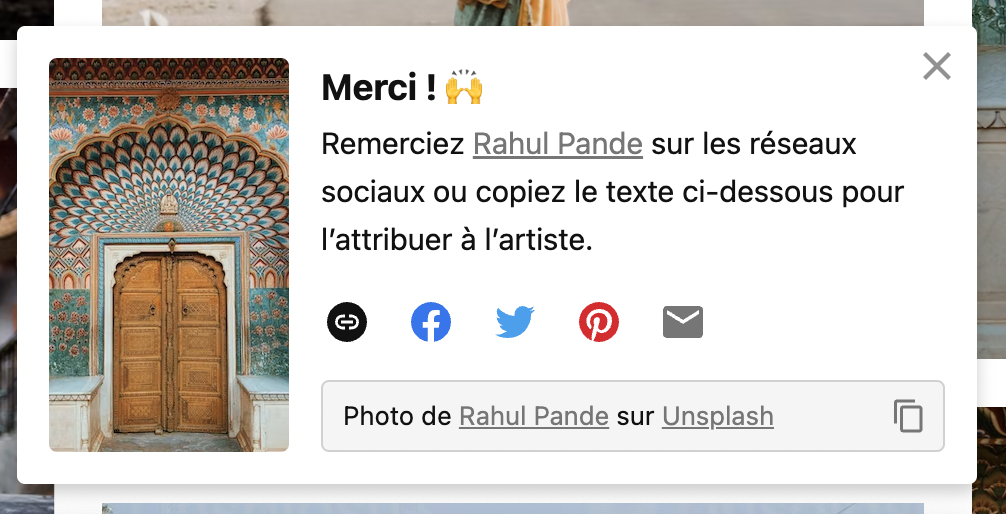 Merci ! 🙌
Remerciez Rahul Pande sur les réseaux
sociaux ou copiez le texte ci-dessous pour
l’attribuer à l’artiste.
Photo de Rahul Pande sur Unsplash